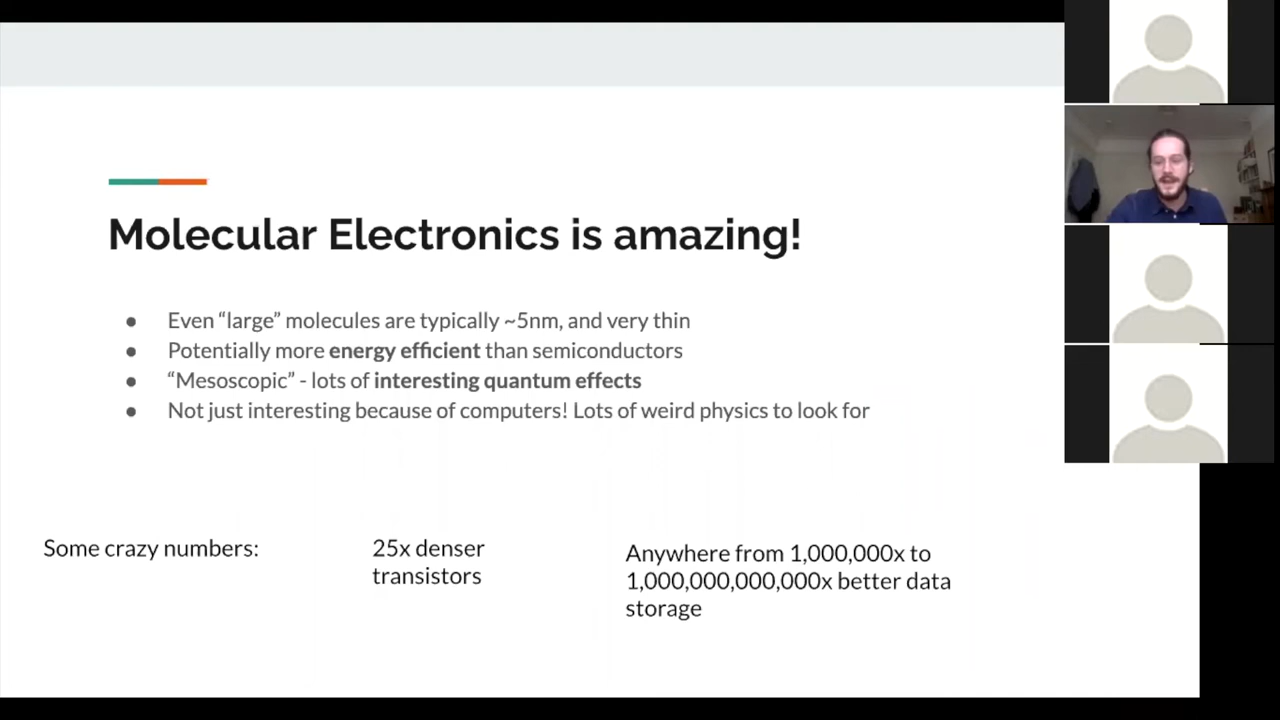 Molecular Electronics is amazing!
● Even “large” molecules are typically ~5nm, and very thin
● Potentially more energy efficient than semiconductors
● “Mesoscopic” - lots of interesting quantum effects
● Not just interesting because of computers! Lots of weird physics to look for
Some crazy numbers:
25x denser
transistors
Anywhere from 1,000,000x to
1,000,000,000,000x better data
storage